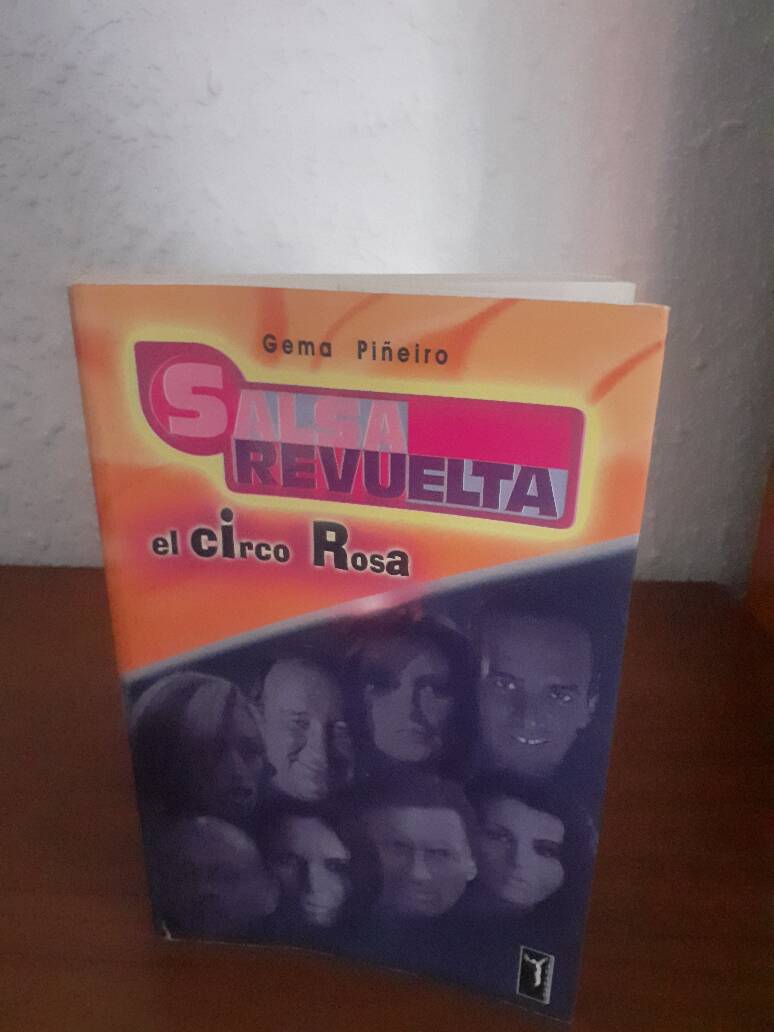 Gema Piñeiro
SALSA
REVUELTA
el ciRco Rosa